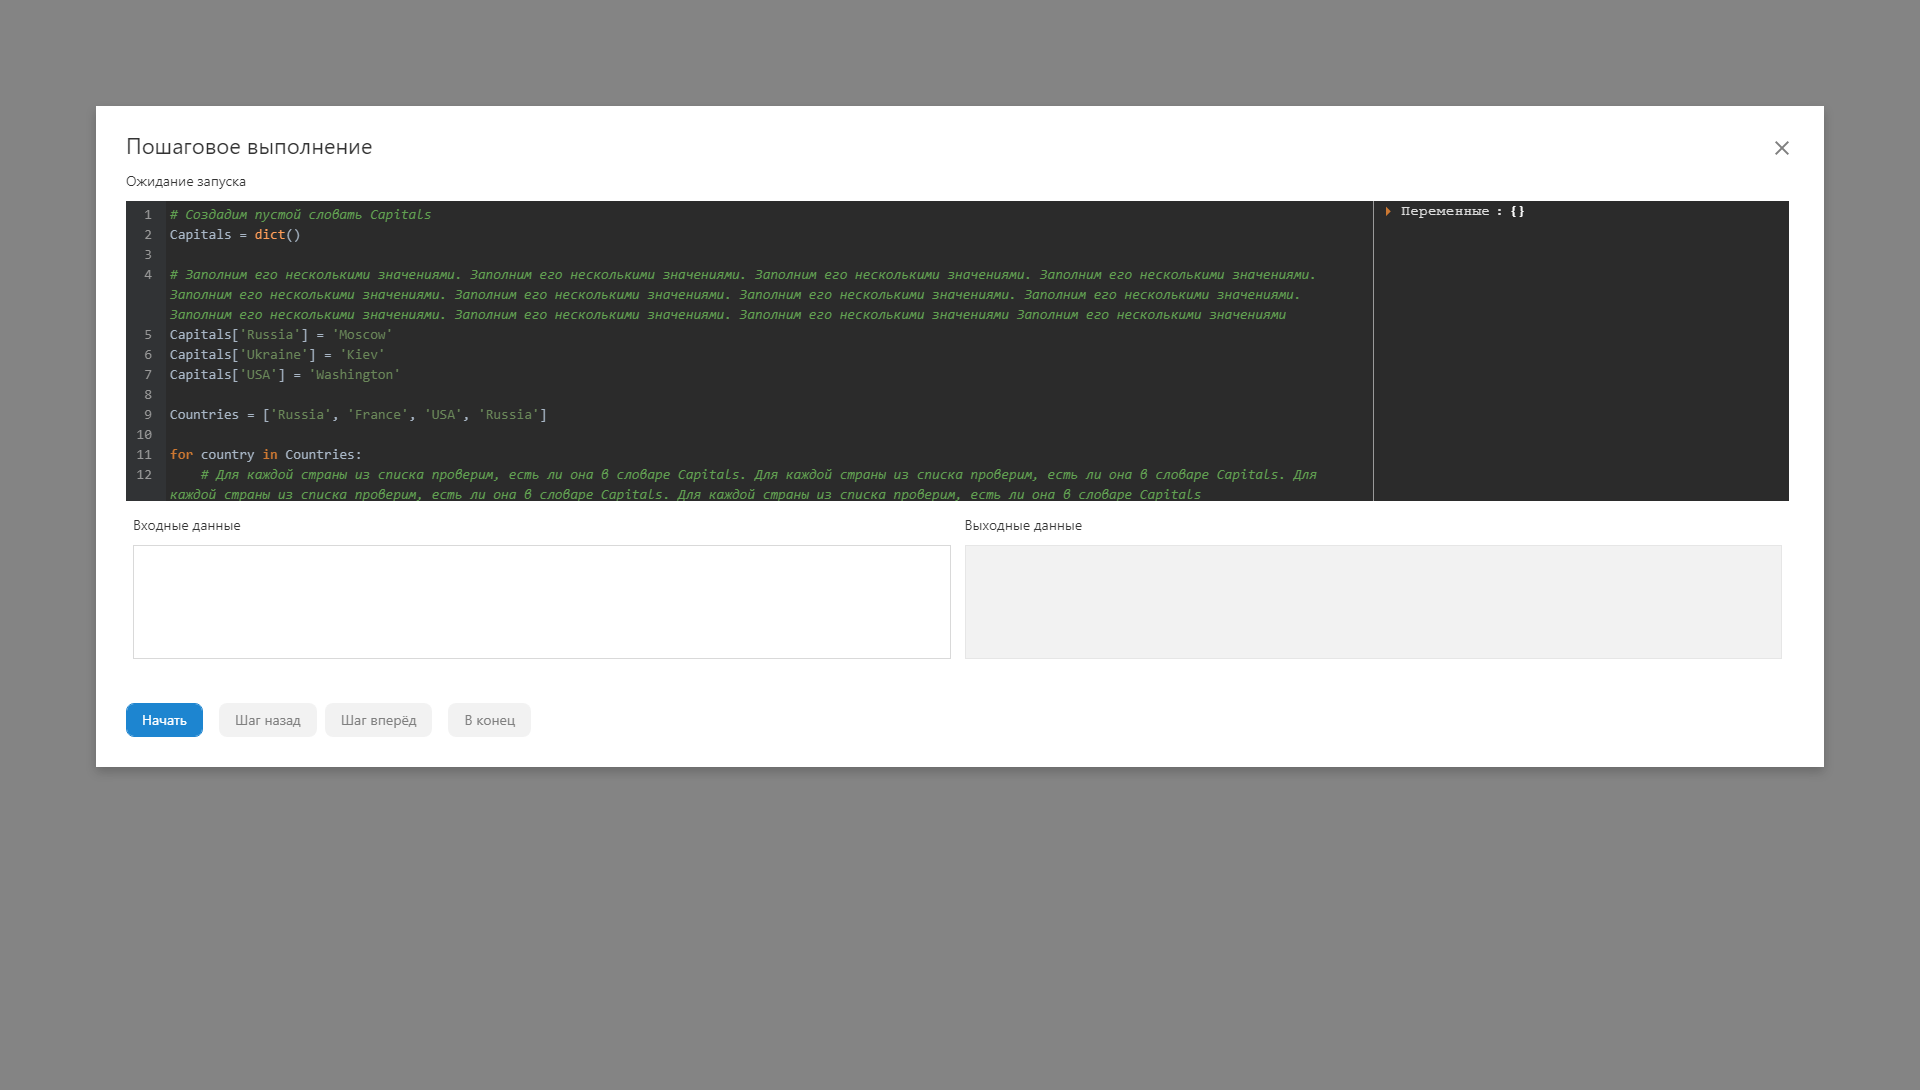 Пошаговое выполнение
Ожидание запуска
1 # Создадим пустой словать Capitals
2 Capitals = dict()
3
4 # Заполним его несколькими значениями. Заполним его несколькими значениями. Заполним его несколькими значениями. Заполним его несколькими значениями.
Заполним его несколькими значениями. Заполним его несколькими значениями. Заполним его несколькими значениями. Заполним его несколькими значениями.
Заполним его несколькими значениями. Заполним его несколькими значениями. Заполним его несколькими значениями Заполним его несколькими значениями
5 Capitals['Russia'] = 'Moscow'
6 Capitals['Ukraine'] = 'Kiev'
7 Capitals['USA'] = 'Washington'
8
9 Countries = ['Russia', 'France', 'USA', 'Russia']
10
11 for country in Countries:
12 # Для каждой страны из списка проверим, есть ли она в словаре Capitals. Для каждой страны из списка проверим, есть ли она в словаре Capitals. Для
каждой страны из списка проверим, есть ли она в словаре Capitals. Для каждой страны из списка проверим, есть ли она в словаре Capitals
Переменные : {}
Входные данные
Выходные данные
Начать Шаг назад Шаг вперёд В конец